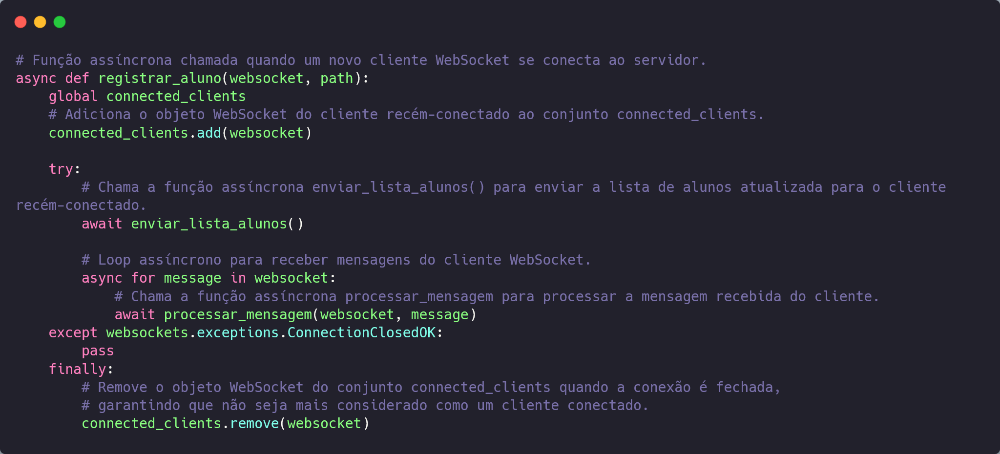 # Função assíncrona chamada quando um novo cliente WebSocket se conecta ao servidor.
async def registrar_aluno(websocket, path):
    global connected_clients
    # Adiciona o objeto WebSocket do cliente recém-conectado ao conjunto connected_clients.
    connected_clients.add(websocket)

    try:
        # Chama a função assíncrona enviar_lista_alunos() para enviar a lista de alunos atualizada para o cliente
recém-conectado.
        await enviar_lista_alunos()

        # Loop assíncrono para receber mensagens do cliente WebSocket.
        async for message in websocket:
            # Chama a função assíncrona processar_mensagem para processar a mensagem recebida do cliente.
            await processar_mensagem(websocket, message)
    except websockets.exceptions.ConnectionClosedOK:
        pass
    finally:
        # Remove o objeto WebSocket do conjunto connected_clients quando a conexão é fechada,
        # garantindo que não seja mais considerado como um cliente conectado.
        connected_clients.remove(websocket)